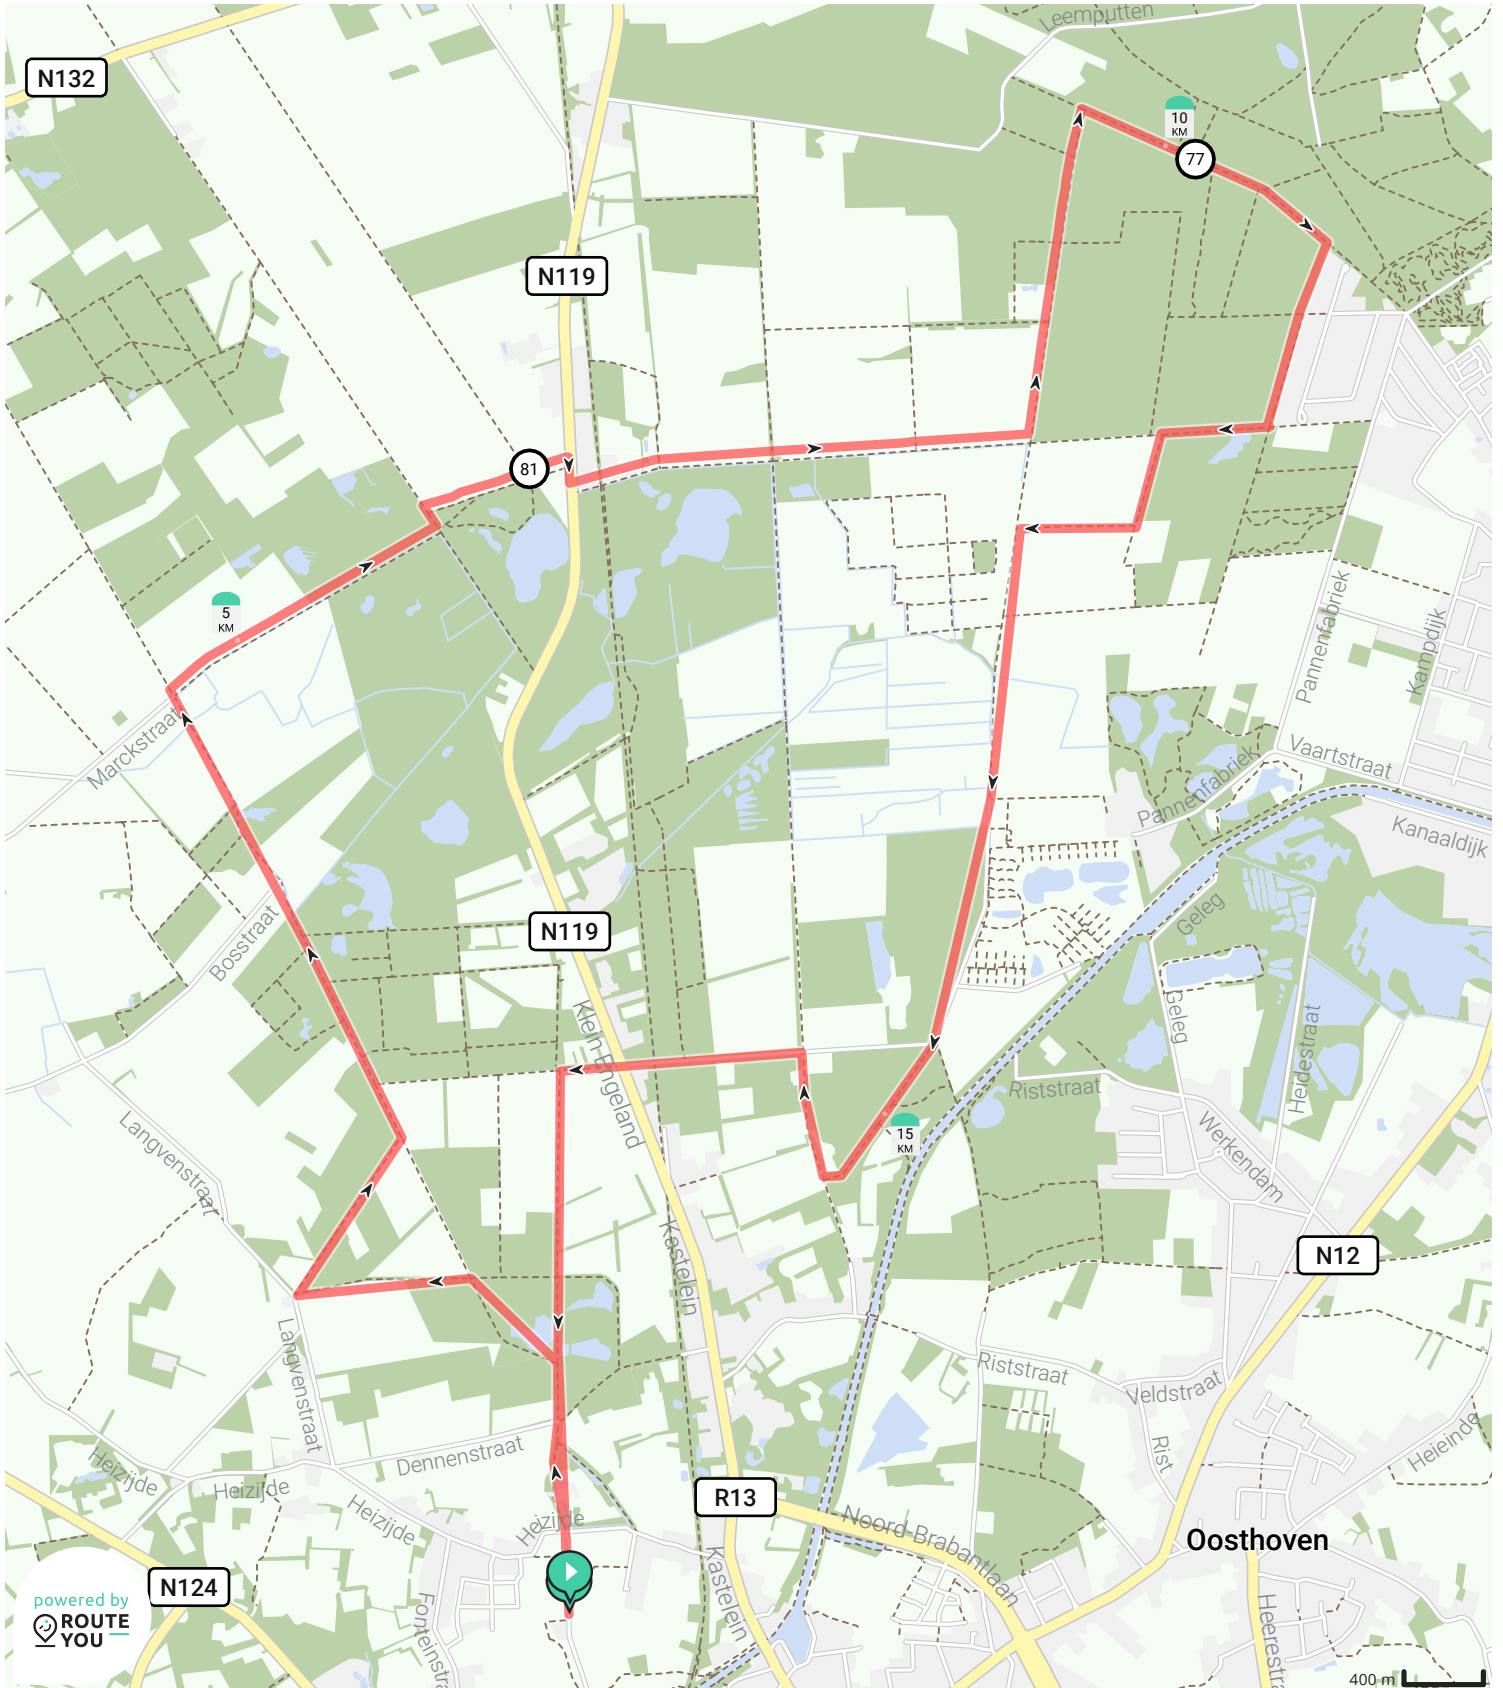 Leemputten
N132
10
KM
77
N119
81
5
KM
Pannenfabriek
Kampdijk
Marckstraat
Vaartstraat
Pannenfabriek
Kanaaldijk
Bosstraat
Geleg
N119
Geleg
Klein Engeland
Heidestraat
Riststraat
Langvenstraat
15
KM
Werkendam
Kastelein
N12
Langvenstraat
Riststraat
Veldstraat
Heieinde
Rist
Dennenstraat
Heizijde
Heizijde
Heizijde
R13
Heizijde
Noord-Brabantlaan
Oosthoven
N124
Kastelein
Fonteinstra
Heerestra
powered by
ROUTE
YOU
400 m